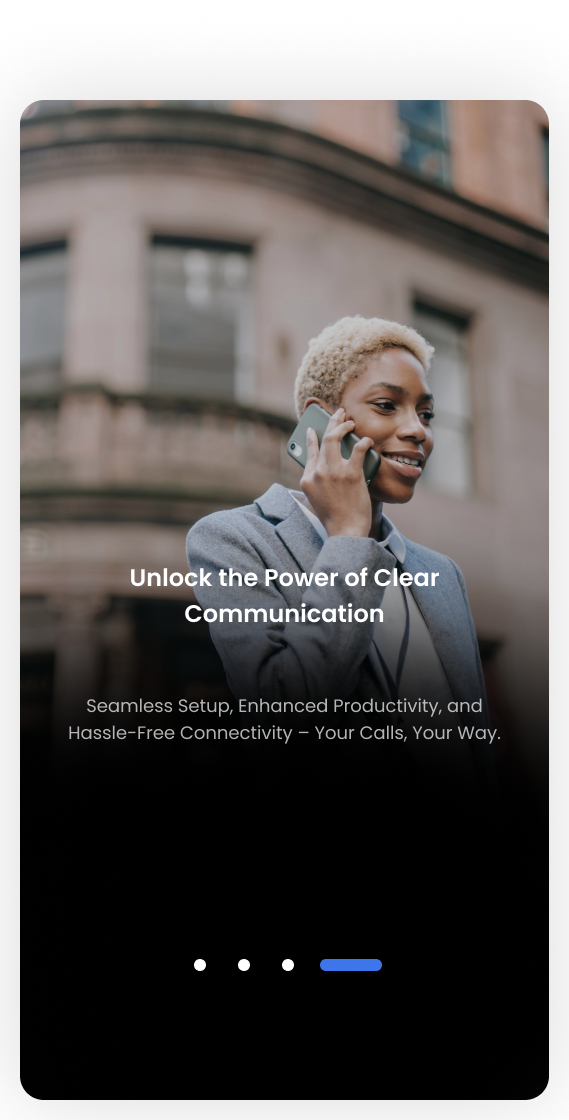 Unlock the Power of Clear
Communication
Seamless Setup, Enhanced Productivity, and
Hassle-Free Connectivity – Your Calls, Your Way.